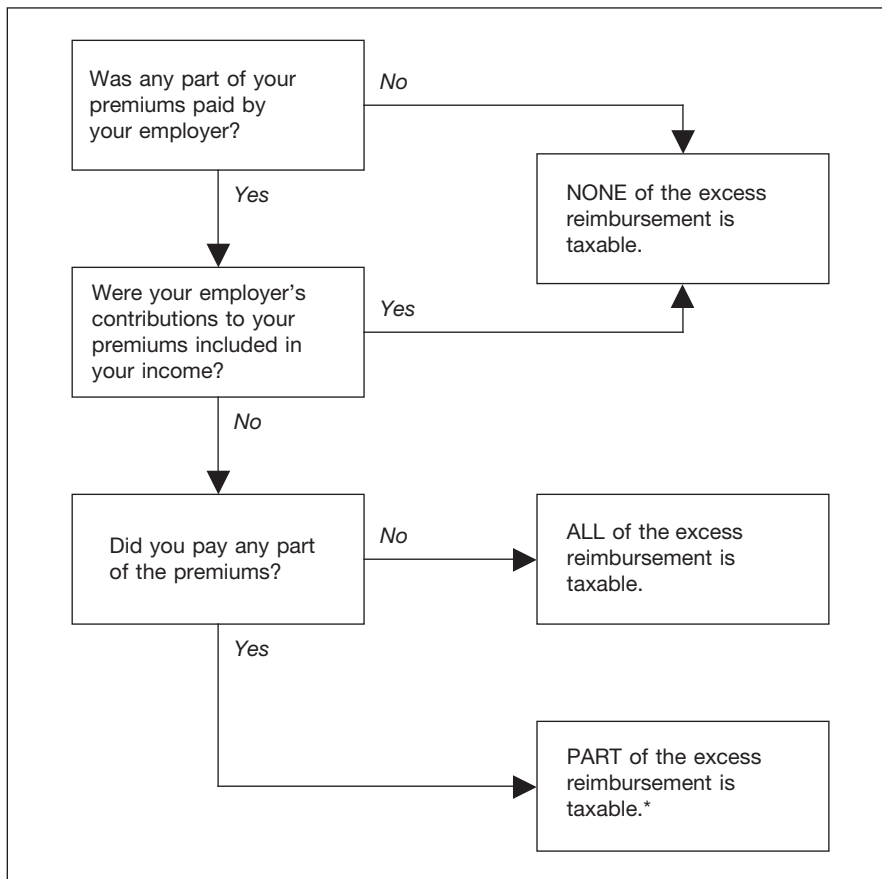 Was any part of your
premiums paid by
your employer?
No
Yes
NONE of the excess
reimbursement is
taxable.
Were your employer’s
contributions to your
premiums included in
your income?
Yes
No
Did you pay any part
of the premiums?
No
ALL of the excess
reimbursement is
taxable.
Yes
PART of the excess
reimbursement is
taxable.*